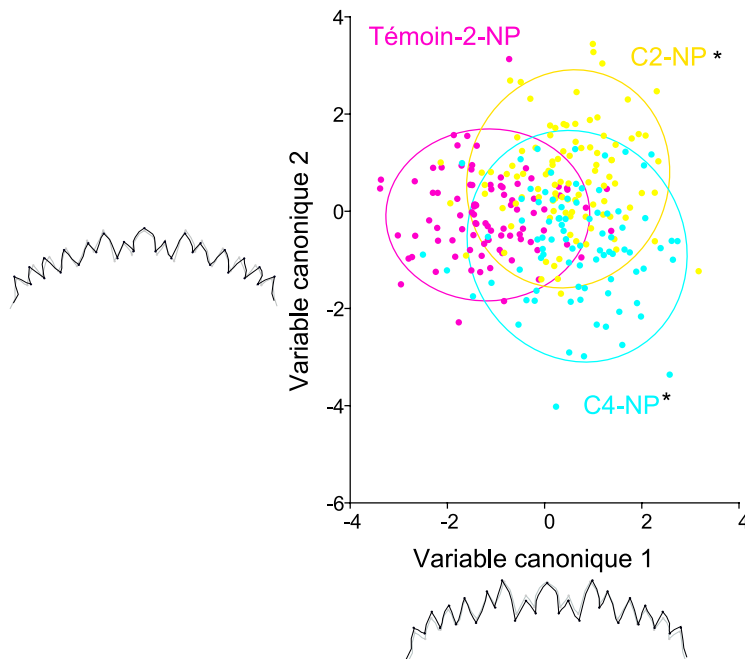 4
Témoin-2-NP
C2-NP *
2
0
-2
-4
-6
Variable canonique 2
C4-NP*
-4
-2
0
2
4
Variable canonique 1